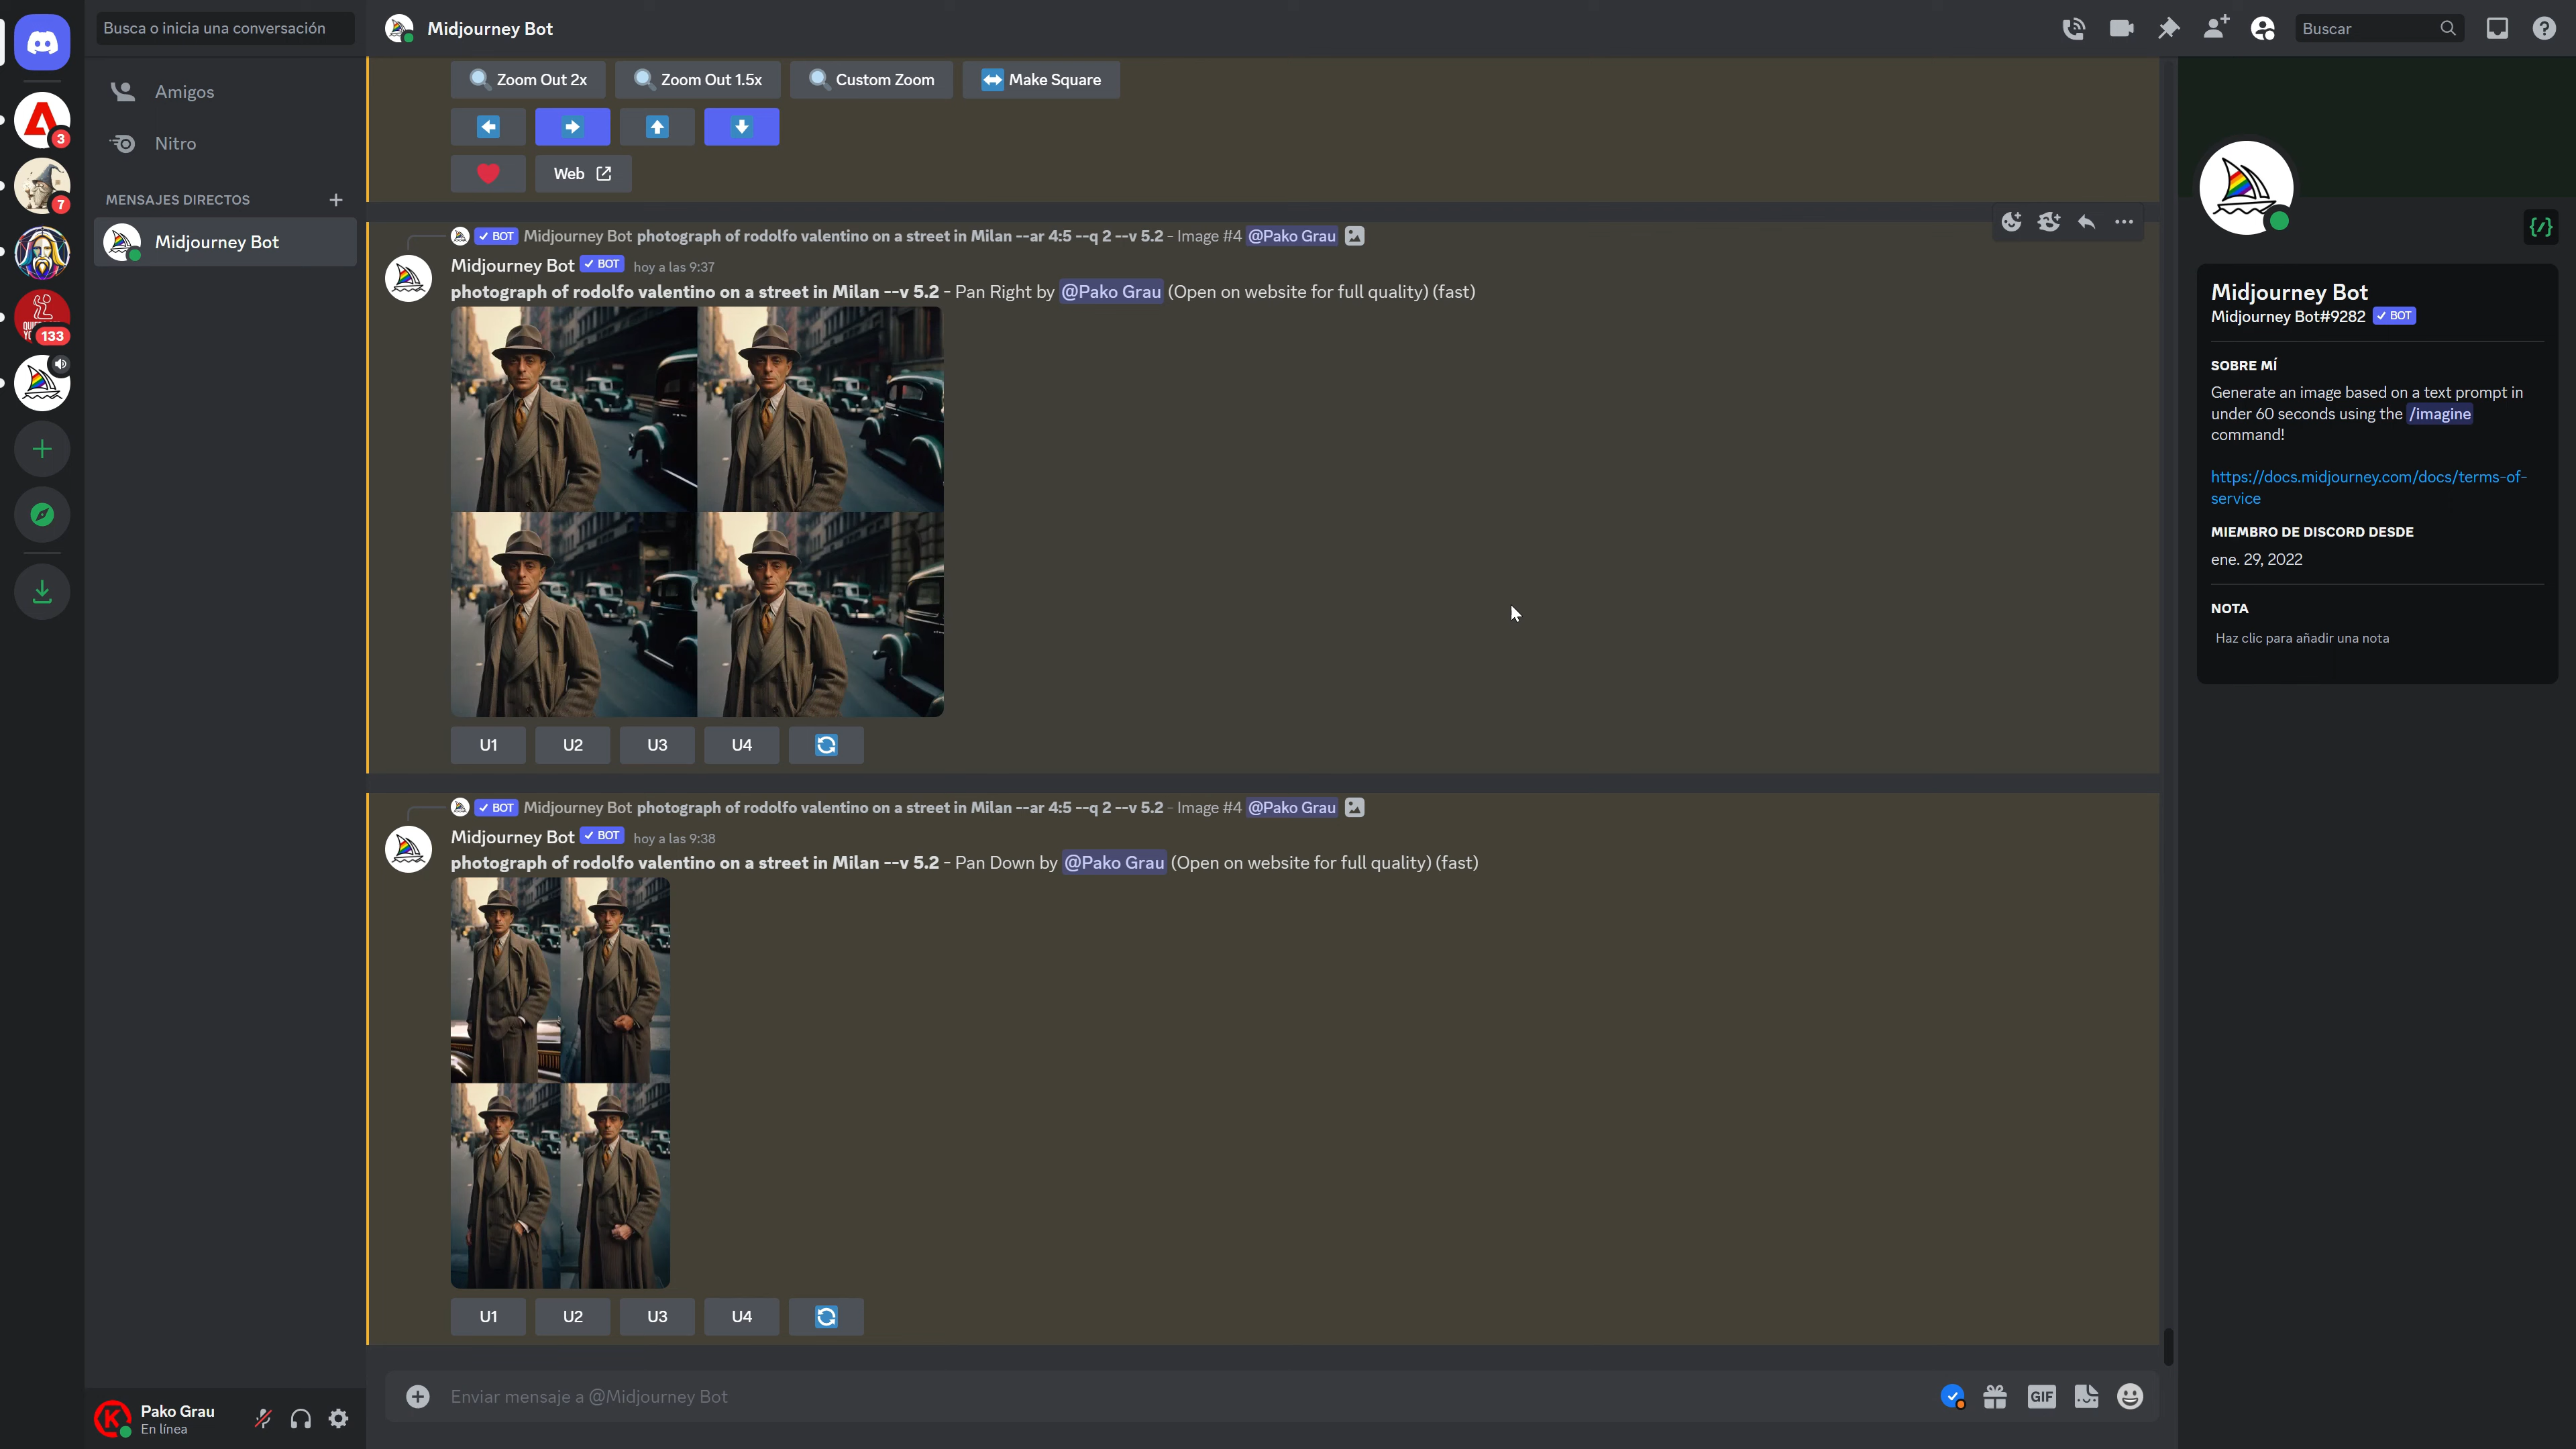 Busca o inicia una conversación
Midjourney Bot
Buscar
Amigos
Nitro
MENSAJES DIRECTOS
Midjourney Bot
3
7
133
Zoom Out 2x
Zoom Out 1.5x
Custom Zoom
Make Square
Web
BOT Midjourney Bot photograph of rodolfo valentino on a street in Milan --ar 4:5 --q 2 --v 5.2 - Image #4 @Pako Grau
Midjourney Bot BOT hoy a las 9:37
photograph of rodolfo valentino on a street in Milan --v 5.2 - Pan Right by @Pako Grau (Open on website for full quality) (fast)
U1 U2 U3 U4
BOT Midjourney Bot photograph of rodolfo valentino on a street in Milan --ar 4:5 --q 2 --v 5.2 - Image #4 @Pako Grau
Midjourney Bot BOT hoy a las 9:38
photograph of rodolfo valentino on a street in Milan --v 5.2 - Pan Down by @Pako Grau (Open on website for full quality) (fast)
U1 U2 U3 U4
Enviar mensaje a @Midjourney Bot
GIF
Pako Grau
En línea
Midjourney Bot
Midjourney Bot#9282 BOT
SOBRE MÍ
Generate an image based on a text prompt in
under 60 seconds using the /imagine
command!
https://docs.midjourney.com/docs/terms-of-
service
MIEMBRO DE DISCORD DESDE
ene. 29, 2022
NOTA
Haz clic para añadir una nota